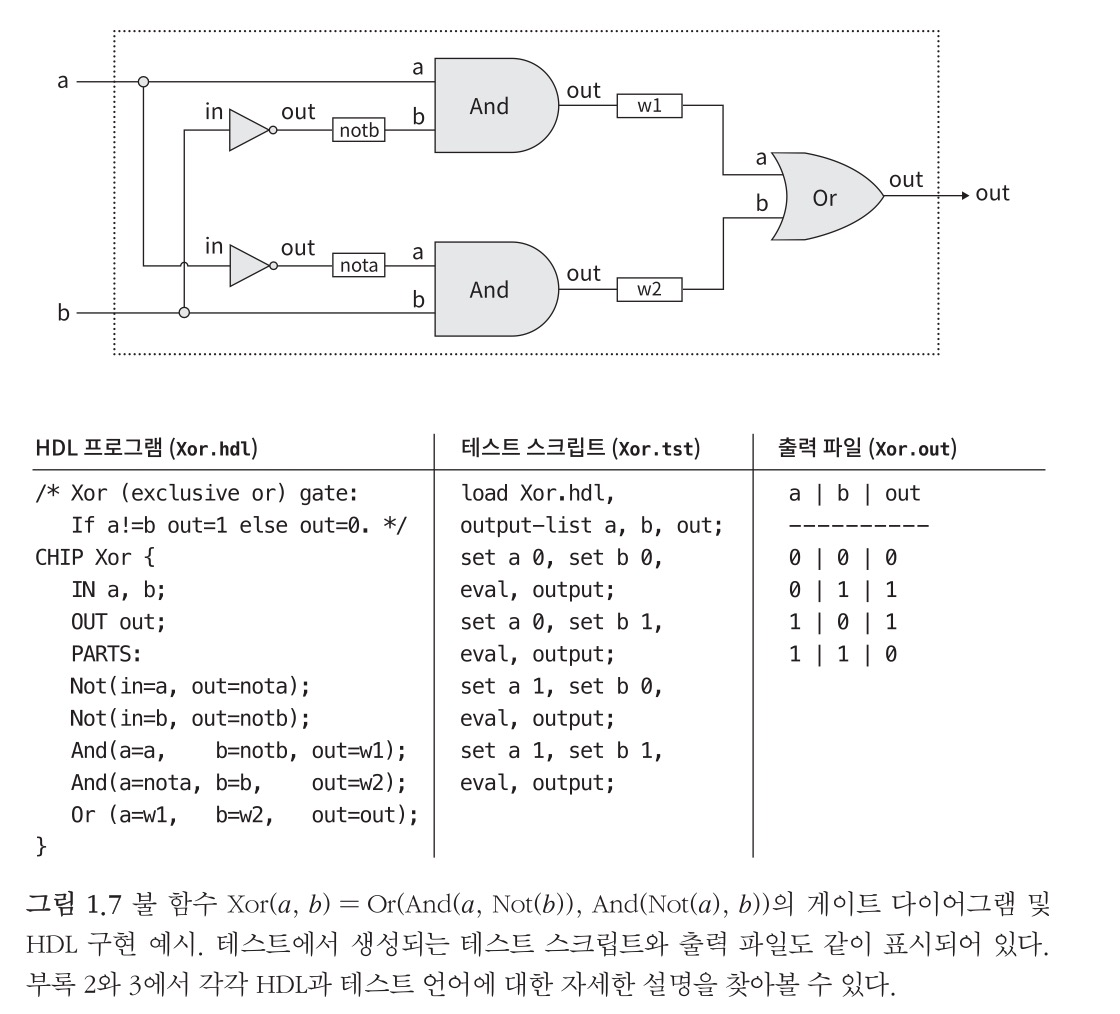 a
a
in
out
notb
b
And
out
w1
a
b
Or
out
out
in
out
nota
a
b
And
out
w2
b
HDL 프로그램 (Xor.hdl)
/* Xor (exclusive or) gate:
If a!=b out=1 else out=0. */
CHIP Xor {
IN a, b;
OUT out;
PARTS:
Not(in=a, out=nota);
Not(in=b, out=notb);
And(a=a, b=notb, out=w1);
And(a=nota, b=b, out=w2);
Or (a=w1, b=w2, out=out);
}
테스트 스크립트 (Xor.tst)
load Xor.hdl,
output-list a, b, out;
set a 0, set b 0,
eval, output;
set a 0, set b 1,
eval, output;
set a 1, set b 0,
eval, output;
set a 1, set b 1,
eval, output;
출력 파일 (Xor.out)
a | b | out
----------
0 | 0 | 0
0 | 1 | 1
1 | 0 | 1
1 | 1 | 0
그림 1.7 불 함수 Xor(a, b) = Or(And(a, Not(b)), And(Not(a), b))의 게이트 다이어그램 및
HDL 구현 예시. 테스트에서 생성되는 테스트 스크립트와 출력 파일도 같이 표시되어 있다.
부록 2와 3에서 각각 HDL과 테스트 언어에 대한 자세한 설명을 찾아볼 수 있다.